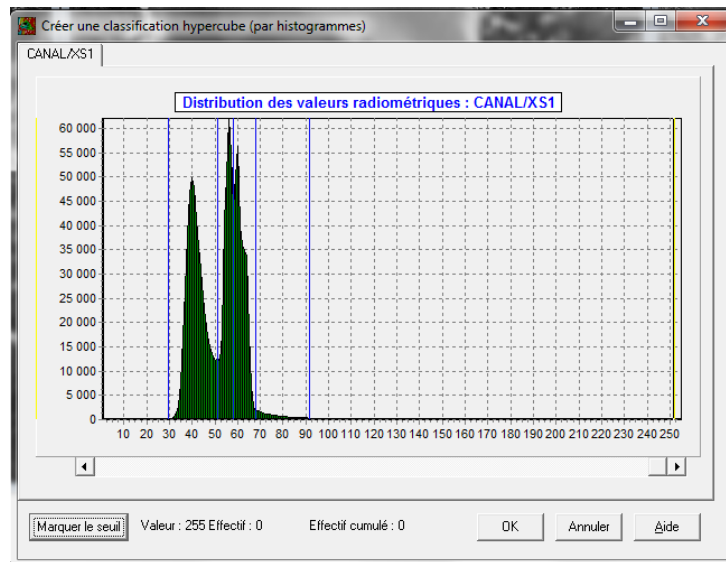 Créer une classification hypercube (par histogrammes)
CANAL/XS1
Distribution des valeurs radiométriques : CANAL/XS1
60 000
55 000
50 000
45 000
40 000
35 000
30 000
25 000
20 000
15 000
10 000
5 000
0
10 20 30 40 50 60 70 80 90 100 110 120 130 140 150 160 170 180 190 200 210 220 230 240 250
Marquer le seuil Valeur : 255 Effectif : 0 Effectif cumulé : 0 OK Annuler Aide